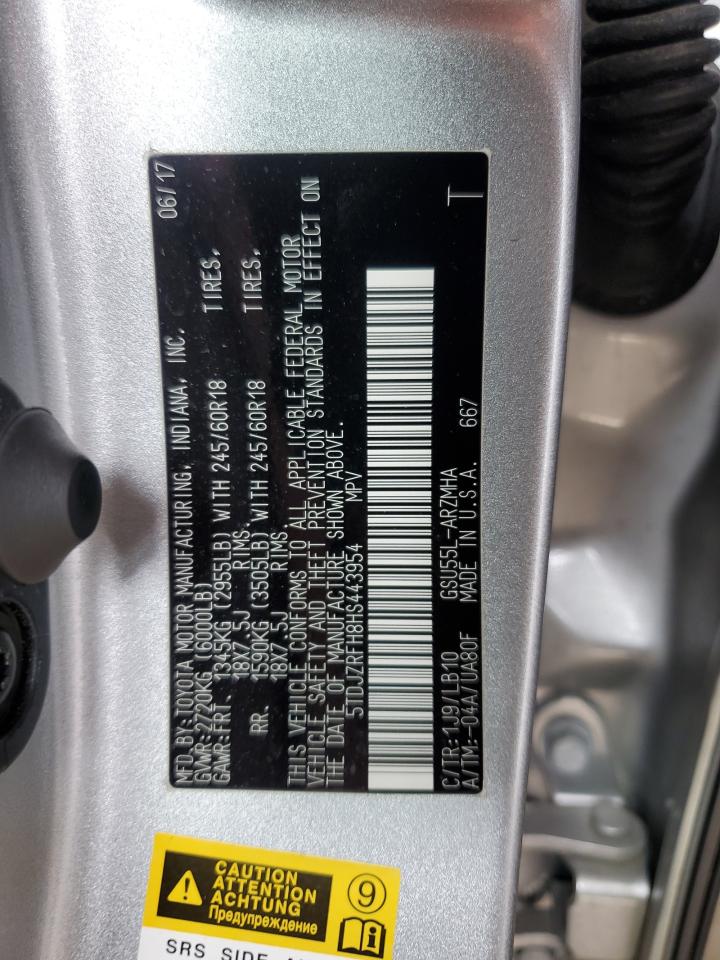 MFD.BY:TOYOTA MOTOR MANUFACTURING, INDIANA, INC. 06/17
GVWR:2720KG (6000LB)
GAWR:FRT. 1345KG (2955LB) WITH 245/60R18 TIRES,
18X7.5J RIMS.
RR. 1590KG (3505LB) WITH 245/60R18 TIRES,
18X7.5J RIMS
THIS VEHICLE CONFORMS TO ALL APPLICABLE FEDERAL MOTOR
VEHICLE SAFETY AND THEFT PREVENTION STANDARDS IN EFFECT ON
THE DATE OF MANUFACTURE SHOWN ABOVE.
5TDJZRFH8HS443954 MPV
C/TR:1J9/LB10 GSU55L-ARZMHA T
A/TM:-04A/UA80F MADE IN U.S.A. 667
CAUTION
ATTENTION
ACHTUNG
Предупреждение
9
i
SRS SIDE